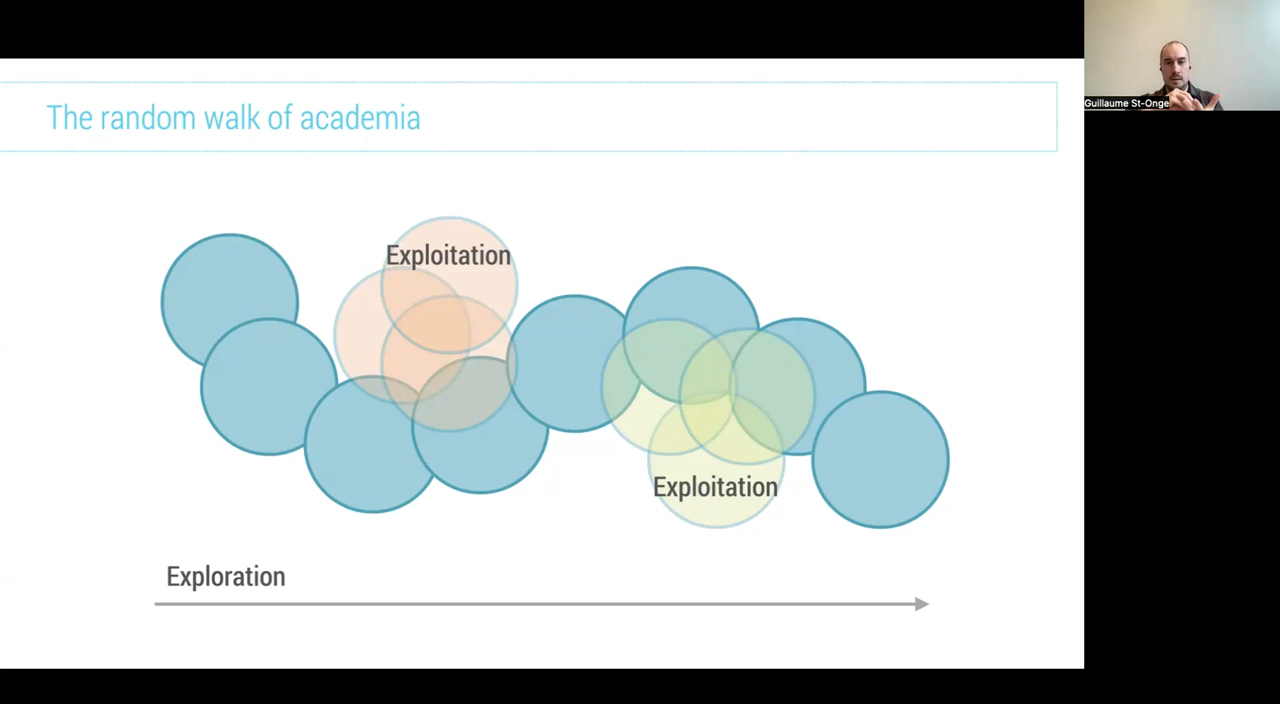 The random walk of academia
Guillaume St-Onge
Exploitation
Exploitation
Exploration